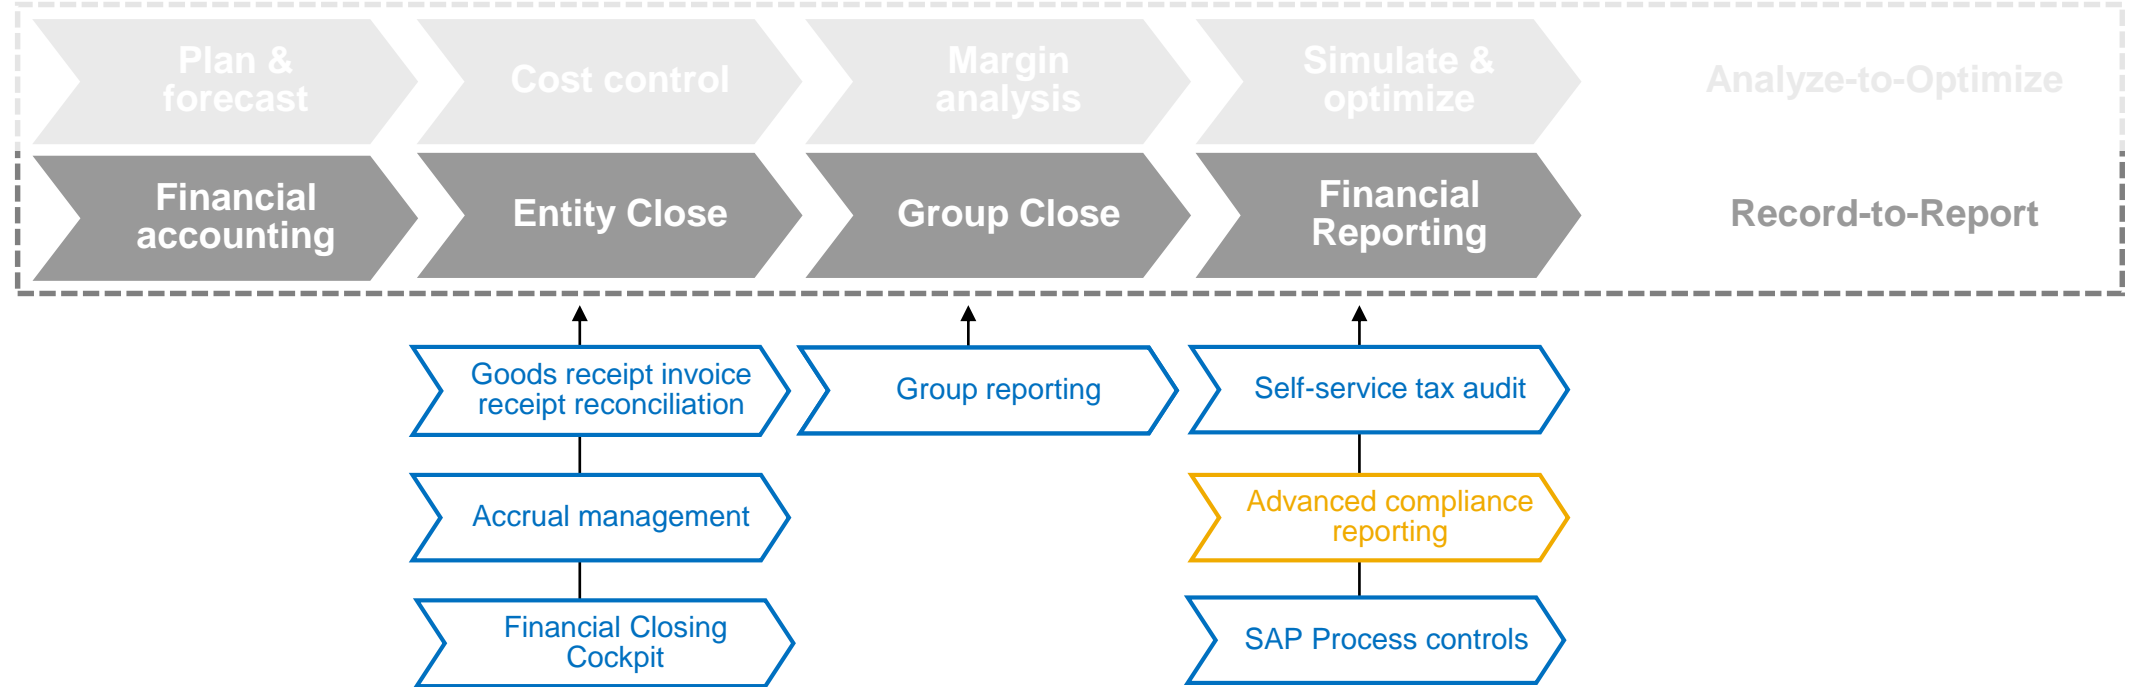 Plan &
forecast
Cost control
Margin
analysis
Simulate &
optimize
Analyze-to-Optimize
Financial
accounting
Entity Close
Group Close
Financial
Reporting
Record-to-Report
Goods receipt invoice
receipt reconciliation
Group reporting
Self-service tax audit
Accrual management
Advanced compliance
reporting
Financial Closing
Cockpit
SAP Process controls